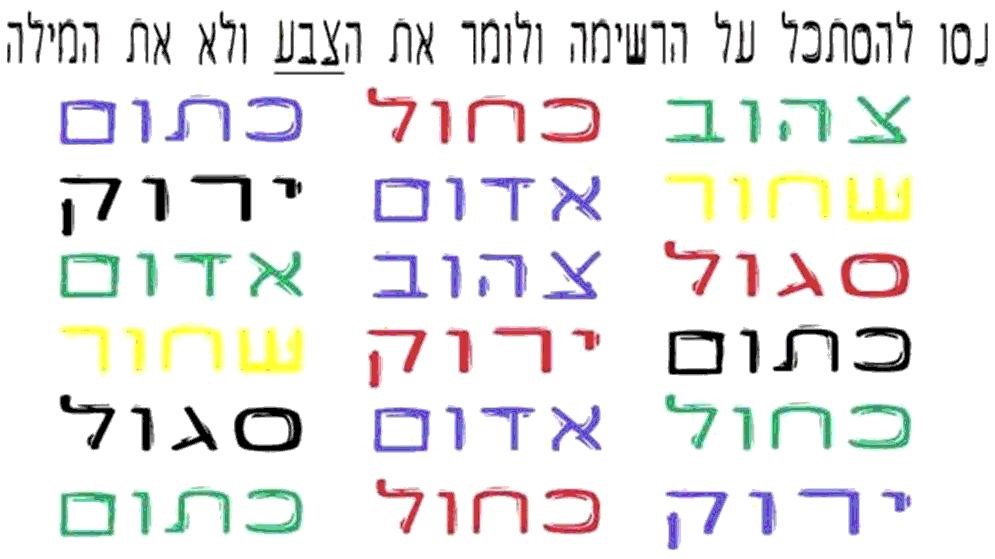 נסו להסתכל על הרשימה ולומר את הצבע ולא את המילה
צהוב כחול כתום
שחור אדום ירוק
סגול צהוב אדום
כתום ירוק שחור
כחול אדום סגול
ירוק כחול כתום